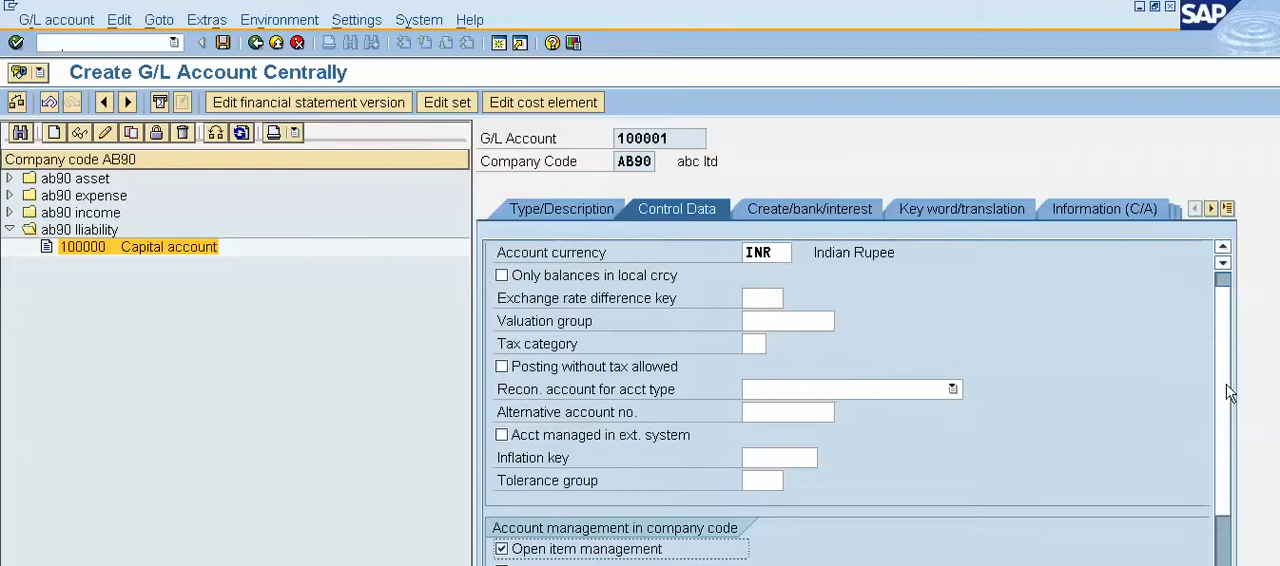 G/L account Edit Goto Extras Environment Settings System Help
SAP
Create G/L Account Centrally
Edit financial statement version Edit set Edit cost element
Company code AB90
ab90 asset
ab90 expense
ab90 income
ab90 lliability
100000 Capital account
G/L Account 100001
Company Code AB90 abc ltd
Type/Description Control Data Create/bank/interest Key word/translation Information (C/A)
Account currency INR Indian Rupee
Only balances in local crcy
Exchange rate difference key
Valuation group
Tax category
Posting without tax allowed
Recon. account for acct type
Alternative account no.
Acct managed in ext. system
Inflation key
Tolerance group
Account management in company code
Open item management